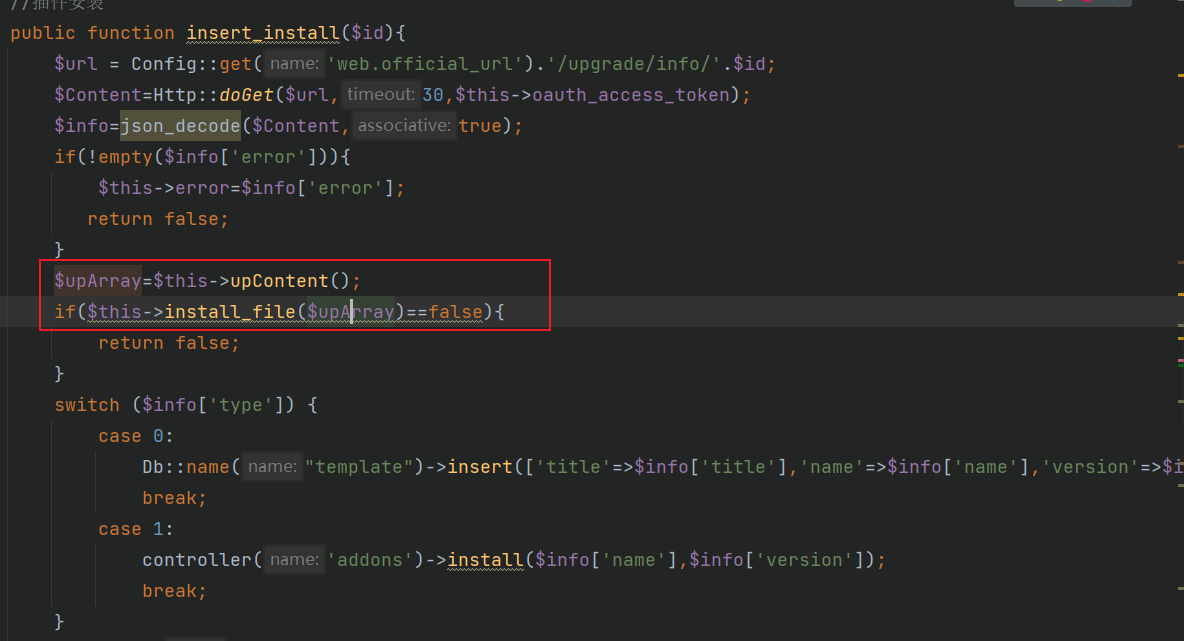 //插件安装
public function insert_install($id){
$url = Config::get( name: 'web.official_url').'/upgrade/info/'.$id;
$Content=Http::doGet($url, timeout: 30,$this->oauth_access_token);
$info=json_decode($Content, associative: true);
if(!empty($info['error'])){
$this->error=$info['error'];
return false;
}
$upArray=$this->upContent();
if($this->install_file($upArray)==false){
return false;
}
switch ($info['type']) {
case 0:
Db::name( name: "template")->insert(['title'=>$info['title'],'name'=>$info['name'],'version'=>$i
break;
case 1:
controller( name: 'addons')->install($info['name'],$info['version']);
break;
}